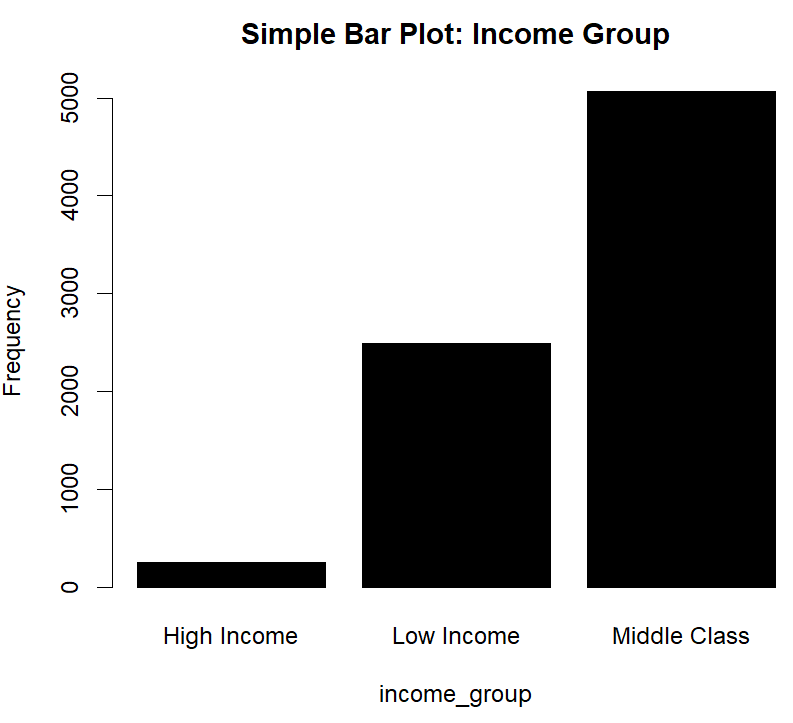 Simple Bar Plot: Income Group
Frequency
5000
4000
3000
2000
1000
0
High Income
Low Income
Middle Class
income_group